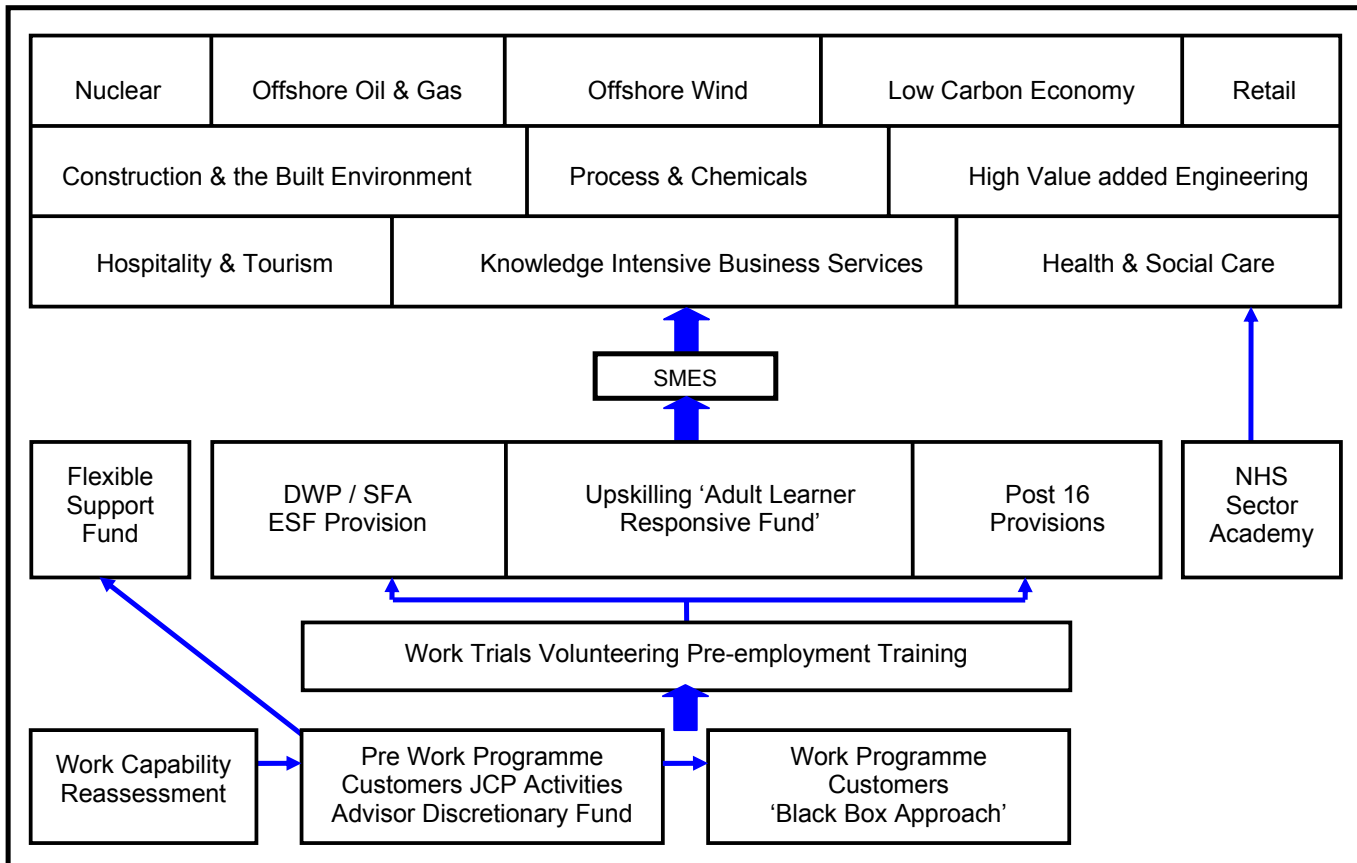 Nuclear
Offshore Oil & Gas
Offshore Wind
Low Carbon Economy
Retail
Construction & the Built Environment
Process & Chemicals
High Value added Engineering
Hospitality & Tourism
Knowledge Intensive Business Services
Health & Social Care
SMES
Flexible
Support
Fund
DWP / SFA
ESF Provision
Upskilling ‘Adult Learner
Responsive Fund’
Post 16
Provisions
NHS
Sector
Academy
Work Trials Volunteering Pre-employment Training
Work Capability
Reassessment
Pre Work Programme
Customers JCP Activities
Advisor Discretionary Fund
Work Programme
Customers
‘Black Box Approach’